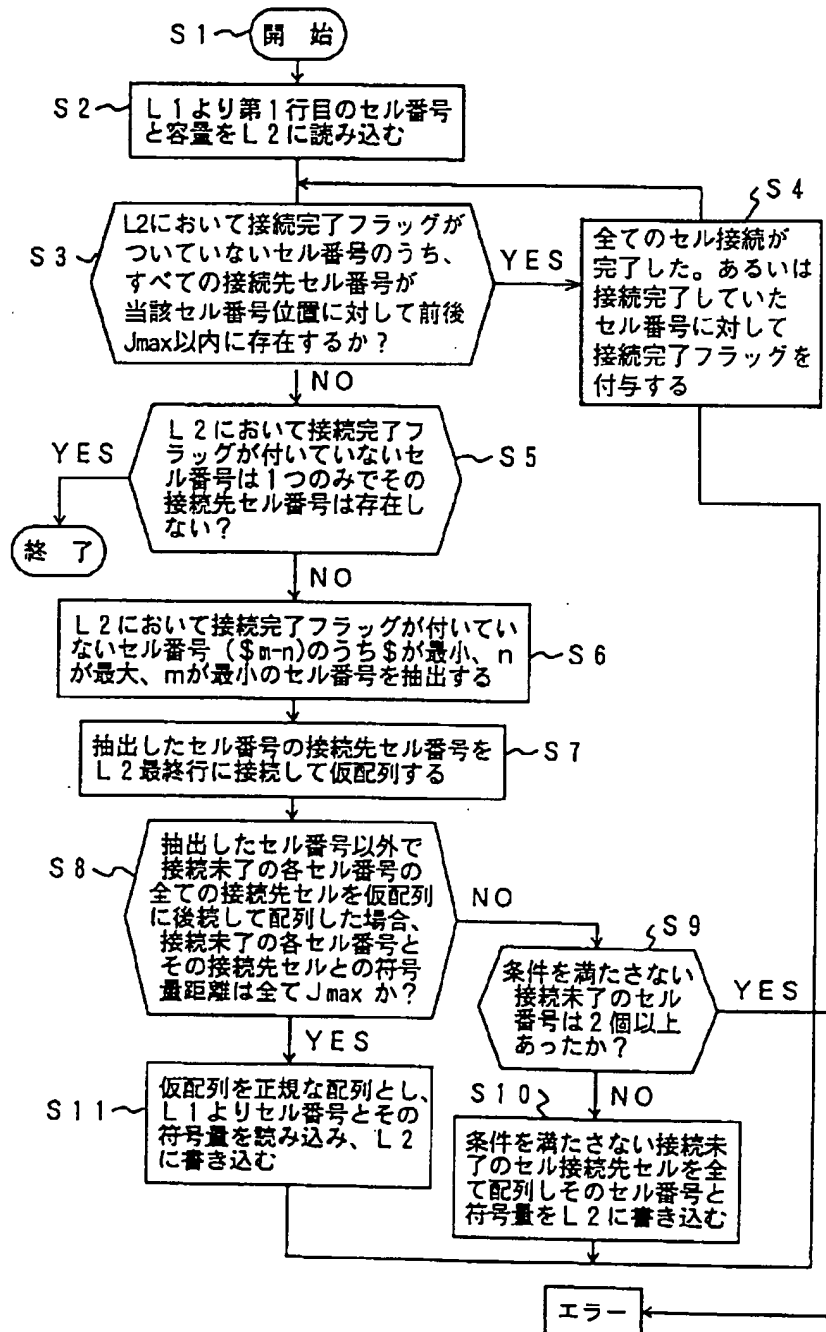 S1
開 始
S2
L1より第1行目のセル番号
と容量をL2に読み込む
S3
L2において接続完了フラッグが
ついていないセル番号のうち、
すべての接続先セル番号が
当該セル番号位置に対して前後
Jmax以内に存在するか?
YES
S4
全てのセル接続が
完了した。あるいは
接続完了していた
セル番号に対して
接続完了フラッグを
付与する
NO
L2において接続完了フ
ラッグが付いていないセ
ル番号は1つのみでその
接続先セル番号は存在し
ない?
S5
YES
終 了
NO
L2において接続完了フラッグが付いてい
ないセル番号($m-n)のうち$が最小、n
が最大、mが最小のセル番号を抽出する
S6
抽出したセル番号の接続先セル番号を
L2最終行に接続して仮配列する
S7
S8
抽出したセル番号以外で
接続未了の各セル番号の
全ての接続先セルを仮配列
に後続して配列した場合、
接続未了の各セル番号と
その接続先セルとの符号
量距離は全てJmaxか?
NO
S9
条件を満たさない
接続未了のセル
番号は2個以上
あったか?
YES
YES
S11
仮配列を正規な配列とし、
L1よりセル番号とその
符号量を読み込み、L2
に書き込む
S10
NO
条件を満たさない接続未
了のセル接続先セルを全
て配列しそのセル番号と
符号量をL2に書き込む
エラー